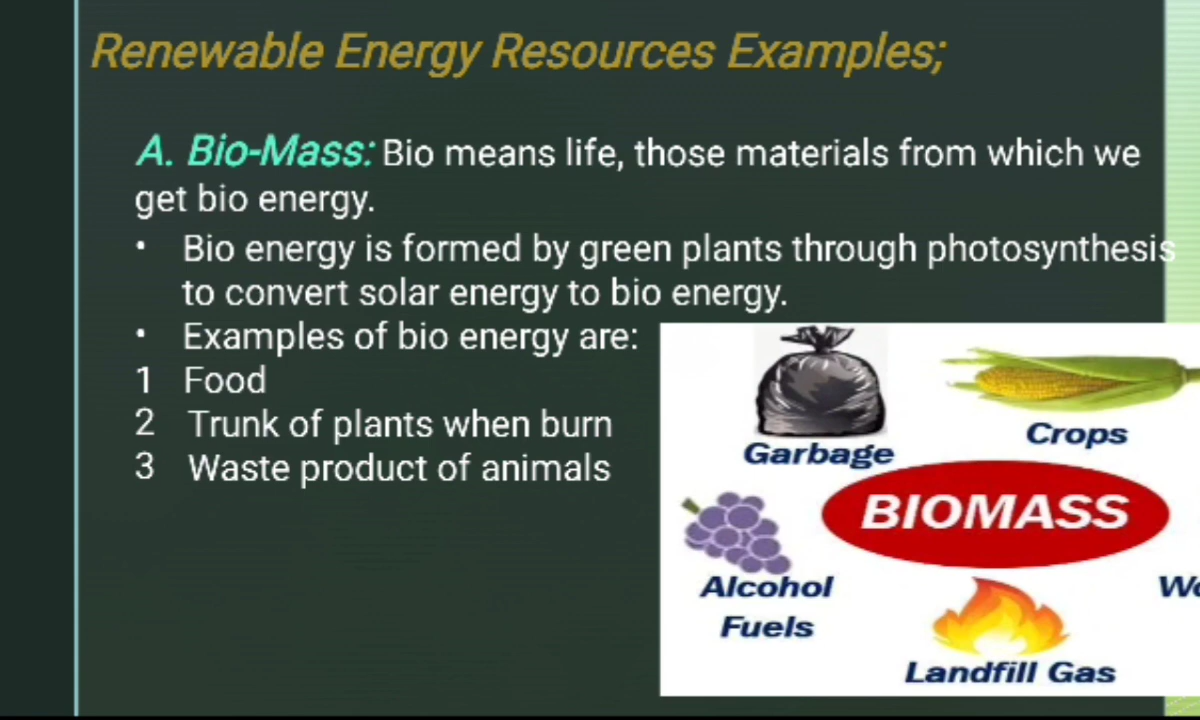 Renewable Energy Resources Examples;
A. Bio-Mass: Bio means life, those materials from which we
get bio energy.
• Bio energy is formed by green plants through photosynthesis
to convert solar energy to bio energy.
• Examples of bio energy are:
1 Food
2 Trunk of plants when burn
3 Waste product of animals
Garbage
Crops
BIOMASS
Alcohol
Fuels
Landfill Gas